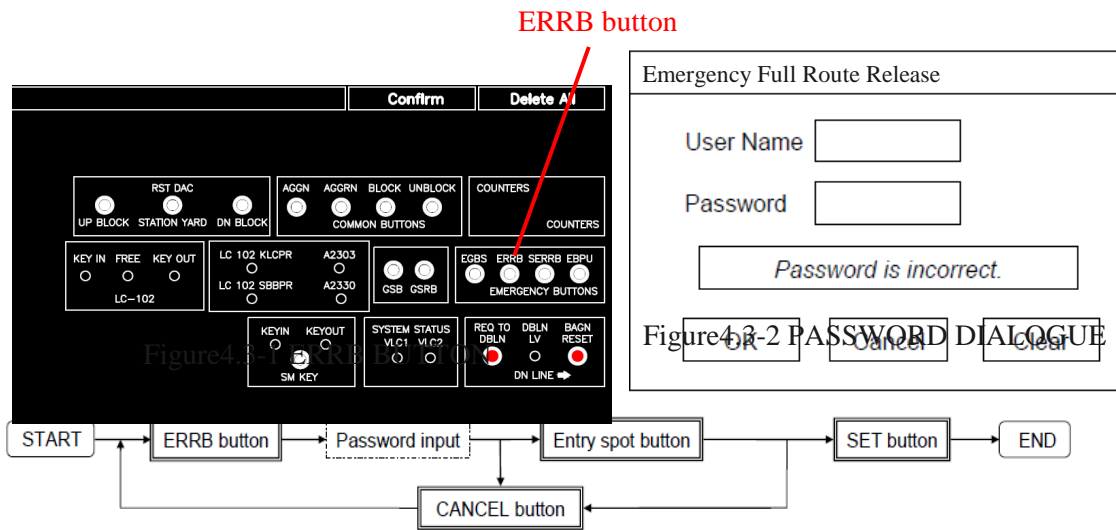 ERRB button
Confirm
Delete All
RST DAC
UP BLOCK STATION YARD DN BLOCK
AGGN AGGRN BLOCK UNBLOCK
COMMON BUTTONS
COUNTERS
COUNTERS
KEY IN FREE KEY OUT
LC-102
LC 102 KLCPR A2303
LC 102 SBBPR A2330
GSB GSRB
EGBS ERRB SERRB EBPU
EMERGENCY BUTTONS
KEYIN KEYOUT
SM KEY
SYSTEM STATUS
VLC1 VLC2
REQ TO DBLN
DBLN LV
BAGN RESET
DN LINE
Figure4.3-1 ERRB BUTTON
Emergency Full Route Release
User Name
Password
Password is incorrect.
OK Cancel Clear
Figure4.3-2 PASSWORD DIALOGUE
START
ERRB button
Password input
Entry spot button
SET button
END
CANCEL button